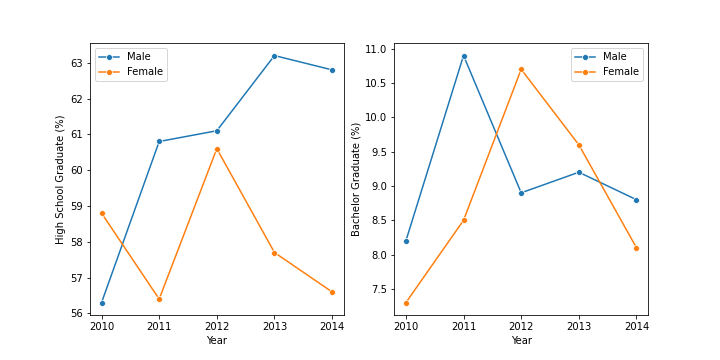 Male
Female
High School Graduate (%)
63
62
61
60
59
58
57
56
2010 2011 2012 2013 2014
Year
Male
Female
Bachelor Graduate (%)
11.0
10.5
10.0
9.5
9.0
8.5
8.0
7.5
2010 2011 2012 2013 2014
Year